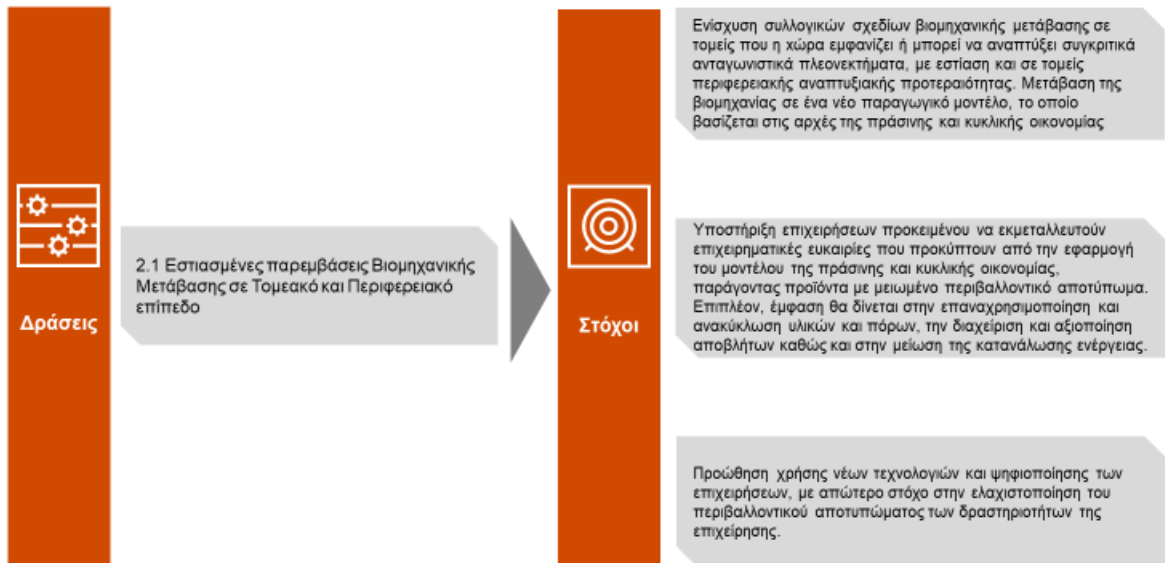 Δράσεις
2.1 Εστιασμένες παρεμβάσεις Βιομηχανικής
Μετάβασης σε Τομεακό και Περιφερειακό
επίπεδο
Στόχοι
Ενίσχυση συλλογικών σχεδίων βιομηχανικής μετάβασης σε
τομείς που η χώρα εμφανίζει ή μπορεί να αναπτύξει συγκριτικά
ανταγωνιστικά πλεονεκτήματα, με εστίαση και σε τομείς
περιφερειακής αναπτυξιακής προτεραιότητας. Μετάβαση της
βιομηχανίας σε ένα νέο παραγωγικό μοντέλο, το οποίο
βασίζεται στις αρχές της πράσινης και κυκλικής οικονομίας
Υποστήριξη επιχειρήσεων προκειμένου να εκμεταλλευτούν
επιχειρηματικές ευκαιρίες που προκύπτουν από την εφαρμογή
του μοντέλου της πράσινης και κυκλικής οικονομίας,
παράγοντας προϊόντα με μειωμένο περιβαλλοντικό αποτύπωμα.
Επιπλέον, έμφαση θα δίνεται στην επαναχρησιμοποίηση και
ανακύκλωση υλικών και πόρων, την διαχείριση και αξιοποίηση
αποβλήτων καθώς και στην μείωση της κατανάλωσης ενέργειας.
Προώθηση χρήσης νέων τεχνολογιών και ψηφιοποίησης των
επιχειρήσεων, με απώτερο στόχο στην ελαχιστοποίηση του
περιβαλλοντικού αποτυπώματος των δραστηριοτήτων της
επιχείρησης.